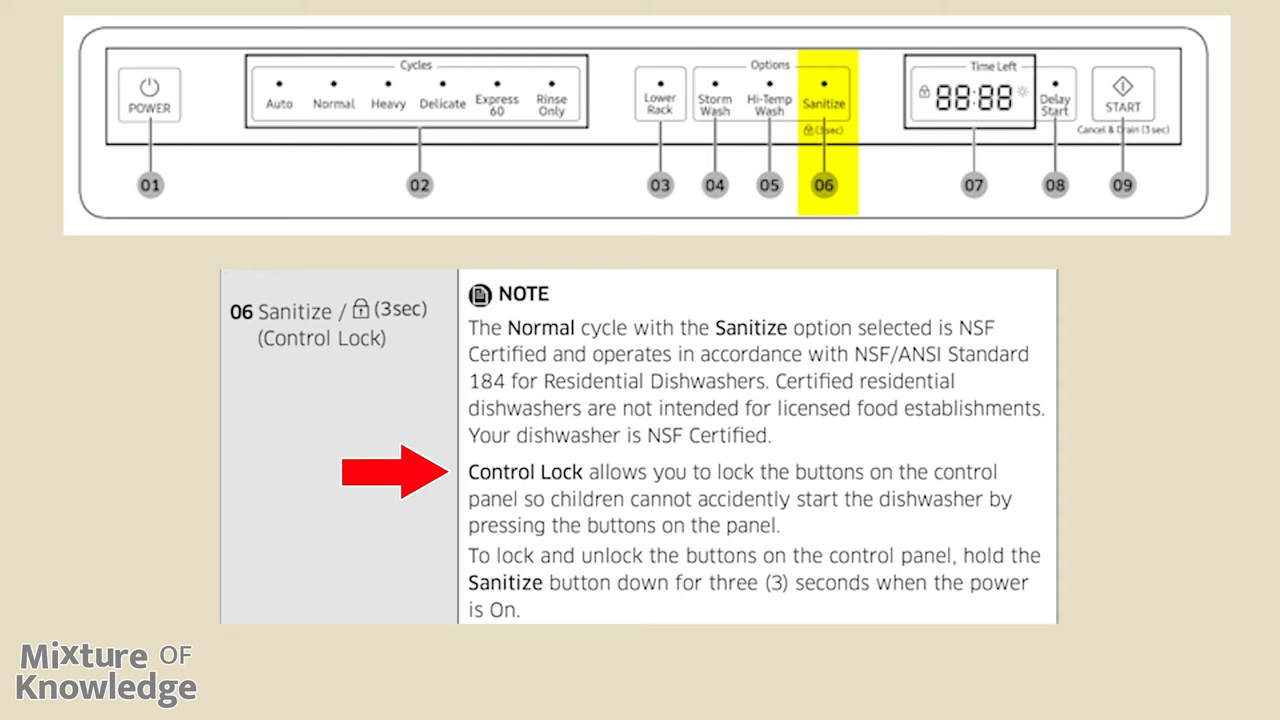 Cycles
Options
Time Left
POWER
Auto
Normal
Heavy
Delicate
Express
60
Rinse
Only
Lower
Rack
Storm
Wash
Hi-Temp
Wash
Sanitize
(3sec)
88:88
Delay
Start
START
Cancel & Drain (3 sec)
01
02
03
04
05
06
07
08
09
06 Sanitize / (3sec)
(Control Lock)
NOTE
The Normal cycle with the Sanitize option selected is NSF
Certified and operates in accordance with NSF/ANSI Standard
184 for Residential Dishwashers. Certified residential
dishwashers are not intended for licensed food establishments.
Your dishwasher is NSF Certified.
Control Lock allows you to lock the buttons on the control
panel so children cannot accidently start the dishwasher by
pressing the buttons on the panel.
To lock and unlock the buttons on the control panel, hold the
Sanitize button down for three (3) seconds when the power
is On.
Mixture OF
Knowledge